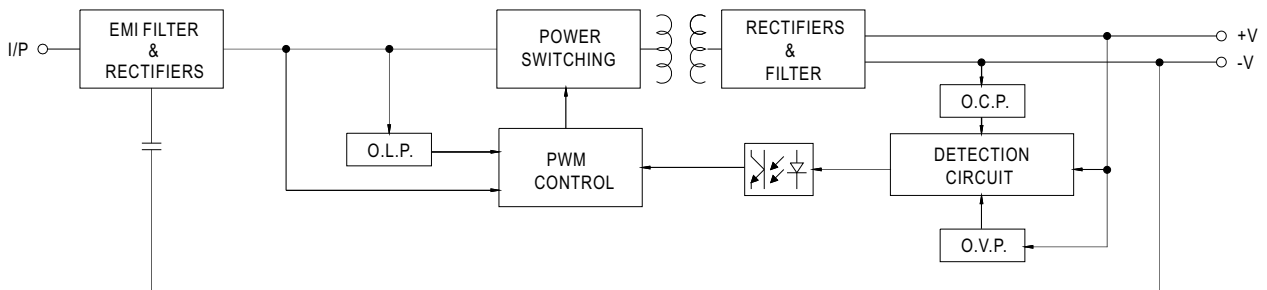 I/P
EMI FILTER
&
RECTIFIERS
POWER
SWITCHING
RECTIFIERS
&
FILTER
+V
-V
O.C.P.
O.L.P.
PWM
CONTROL
DETECTION
CIRCUIT
O.V.P.